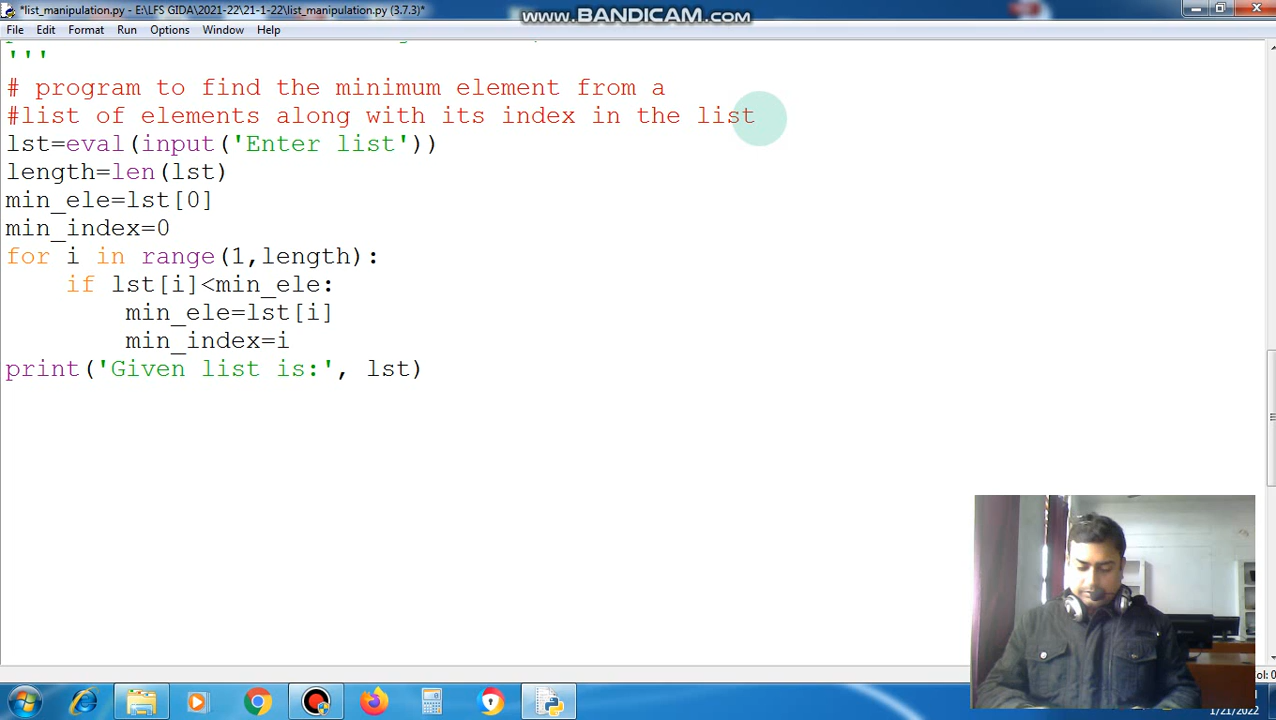 *list_manipulation.py - E:\LFS GIDA\2021-22\21-1-22\list_manipulation.py (3.7.3)*
www.BANDICAM.com
File Edit Format Run Options Window Help
'''
# program to find the minimum element from a
#list of elements along with its index in the list
lst=eval(input('Enter list'))
length=len(lst)
min_ele=lst[0]
min_index=0
for i in range(1,length):
    if lst[i]<min_ele:
        min_ele=lst[i]
        min_index=i
print('Given list is:', lst)
1/21/2022